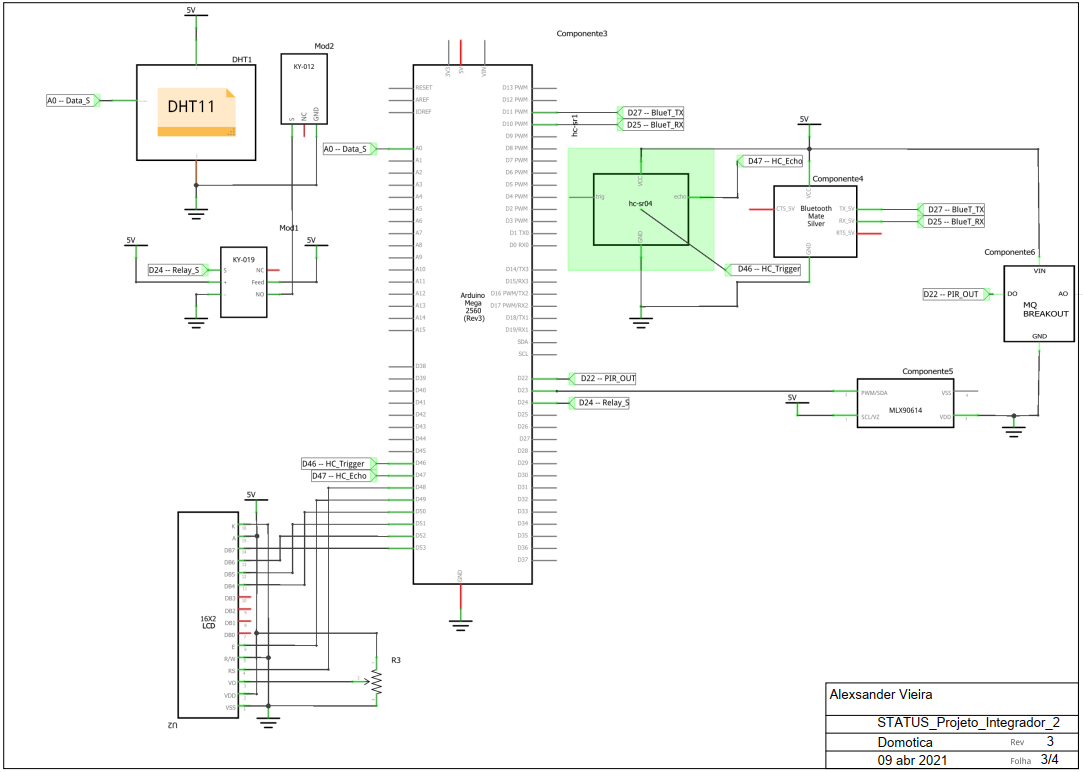 5V
DHT1
DHT11
A0 -- Data_S
Mod2
KY-012
S
NC
GND
Mod1
5V
5V
KY-019
D24 -- Relay_S
S
+
-
NC
Feed
NO
Componente3
3V3
5V
VIN
RESET
AREF
IOREF
A0 -- Data_S
A0
A1
A2
A3
A4
A5
A6
A7
A8
A9
A10
A11
A12
A13
A14
A15
D38
D39
D40
D41
D42
D43
D44
D45
D46 -- HC_Trigger
D46
D47 -- HC_Echo
D47
D48
D49
D50
D51
D52
D53
Arduino
Mega
2560
(Rev3)
D13 PWM
D12 PWM
D11 PWM
D10 PWM
D9 PWM
D8 PWM
D7 PWM
D6 PWM
D5 PWM
D4 PWM
D3 PWM
D2 PWM
D1 TX0
D0 RX0
D14/TX3
D15/RX3
D16 PWM/TX2
D17 PWM/RX2
D18/TX1
D19/RX1
SDA
SCL
D22
D23
D24
D25
D26
D27
D28
D29
D30
D31
D32
D33
D34
D35
D36
D37
GND
D27 -- BlueT_TX
D25 -- BlueT_RX
hc-sr1
VCC
trig
hc-sr04
echo
GND
D47 -- HC_Echo
D46 -- HC_Trigger
5V
Componente4
VCC
CTS_5V
Bluetooth
Mate
Silver
TX_5V
RX_5V
RTS_5V
GND
D27 -- BlueT_TX
D25 -- BlueT_RX
Componente6
VIN
D22 -- PIR_OUT
DO
AO
MQ
BREAKOUT
GND
D22 -- PIR_OUT
D24 -- Relay_S
Componente5
5V
PWM/SDA
VSS
MLX90614
SCL/VZ
VDD
5V
K
A
DB7
DB6
DB5
DB4
DB3
DB2
DB1
DB0
E
R/W
RS
VO
VDD
VSS
16X2
LCD
U2
R3
Alexsander Vieira
STATUS_Projeto_Integrador_2
Domotica
Rev 3
09 abr 2021
Folha 3/4